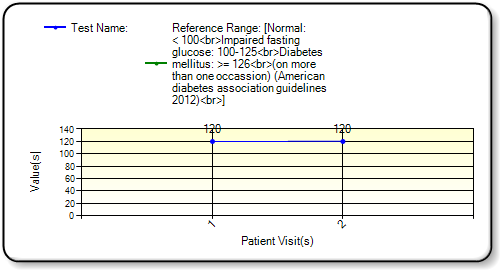 Test Name:
Reference Range: [Normal:
< 100<br>Impaired fasting
glucose: 100-125<br>Diabetes
mellitus: >= 126<br>(on more
than one occassion) (American
diabetes association guidelines
2012)<br>]
120 120
140
120
100
80
60
40
20
0
Value(s)
1 2
Patient Visit(s)